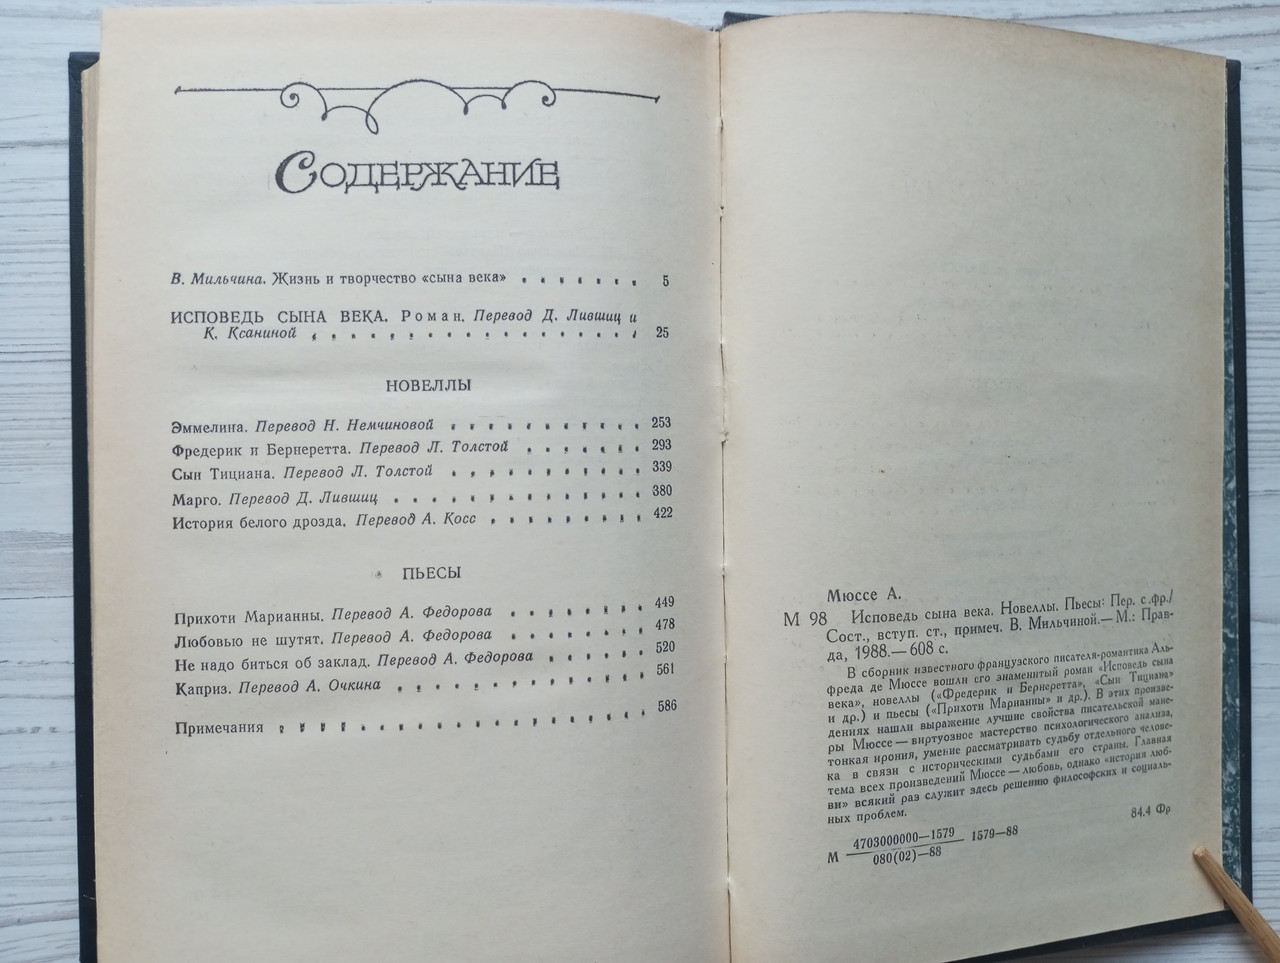 СОДЕРЖАНИЕ
В. Мильчина. Жизнь и творчество «сына века» 5
ИСПОВЕДЬ СЫНА ВЕКА. Роман. Перевод Д. Лившиц и
К. Ксаниной 25
НОВЕЛЛЫ
Эммелина. Перевод Н. Немчиновой 253
Фредерик и Бернеретта. Перевод Л. Толстой 293
Сын Тициана. Перевод Л. Толстой 339
Марго. Перевод Д. Лившиц 380
История белого дрозда. Перевод А. Косс 422
ПЬЕСЫ
Прихоти Марианны. Перевод А. Федорова 449
Любовью не шутят. Перевод А. Федорова 478
Не надо биться об заклад. Перевод А. Федорова 520
Каприз. Перевод А. Очкина 561
Примечания 586
Мюссе А.
М 98 Исповедь сына века. Новеллы. Пьесы: Пер. с фр./
Сост., вступ. ст., примеч. В. Мильчиной.— М.: Прав-
да, 1988.— 608 с.
В сборник известного французского писателя-романтика Аль-
фреда де Мюссе вошли его знаменитый роман «Исповедь сына
века», новеллы («Фредерик и Бернеретта», «Сын Тициана»
и др.) и пьесы («Прихоти Марианны» и др.). В этих произве-
дениях нашли выражение лучшие свойства писательской мане-
ры Мюссе — виртуозное мастерство психологического анализа,
тонкая ирония, умение рассматривать судьбу отдельного челове-
ка в связи с историческими судьбами его страны. Главная
тема всех произведений Мюссе — любовь, однако «история люб-
ви» всякий раз служит здесь решению философских и социаль-
ных проблем.
84.4 Фр
М 4703000000—1579 1579—88
080(02)—88